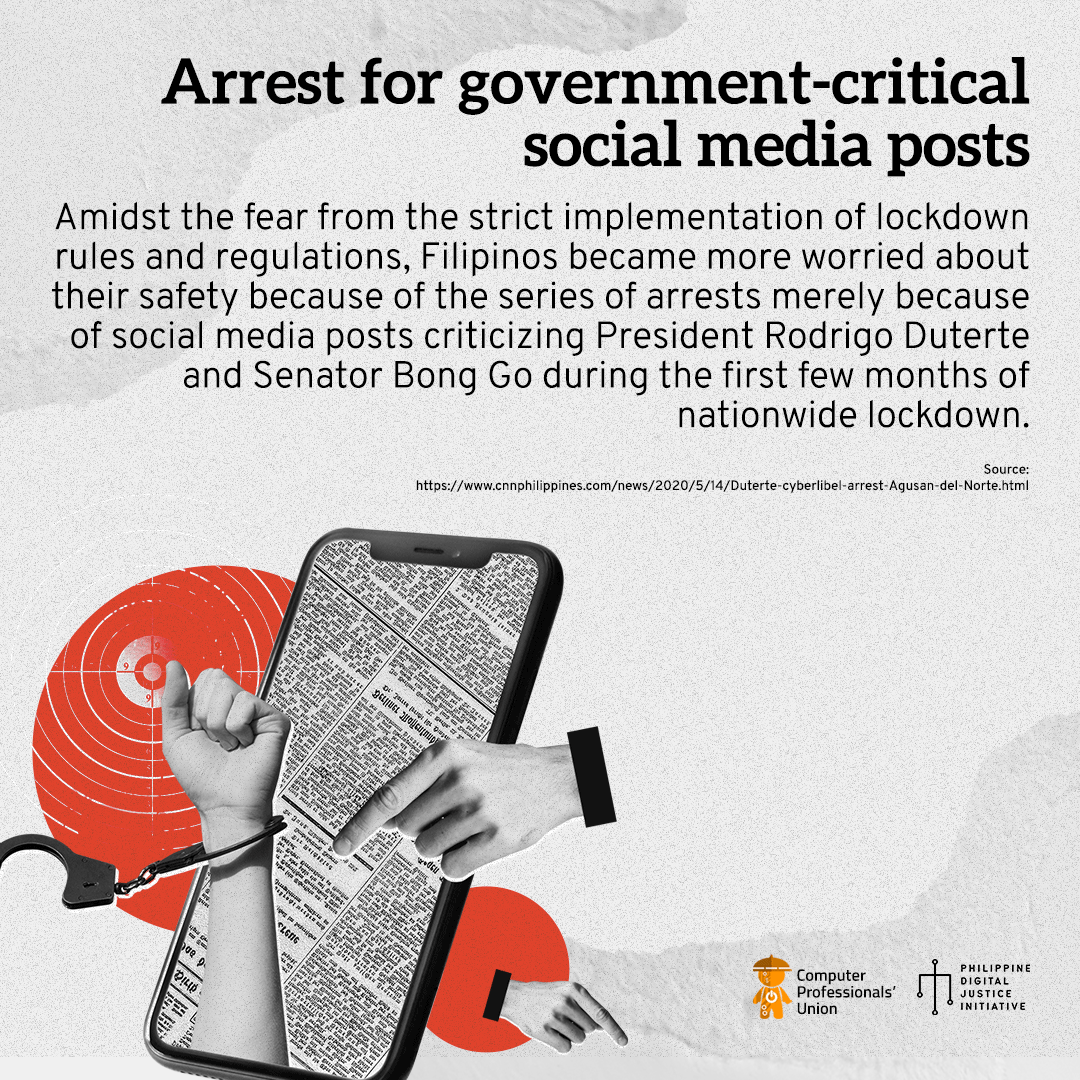 Arrest for government-critical
social media posts
Amidst the fear from the strict implementation of lockdown
rules and regulations, Filipinos became more worried about
their safety because of the series of arrests merely because
of social media posts criticizing President Rodrigo Duterte
and Senator Bong Go during the first few months of
nationwide lockdown.
Source:
https://www.cnnphilippines.com/news/2020/5/14/Duterte-cyberlibel-arrest-Agusan-del-Norte.html
9
9
9
Computer
Professionals'
Union
PHILIPPINE
DIGITAL
JUSTICE
INITIATIVE